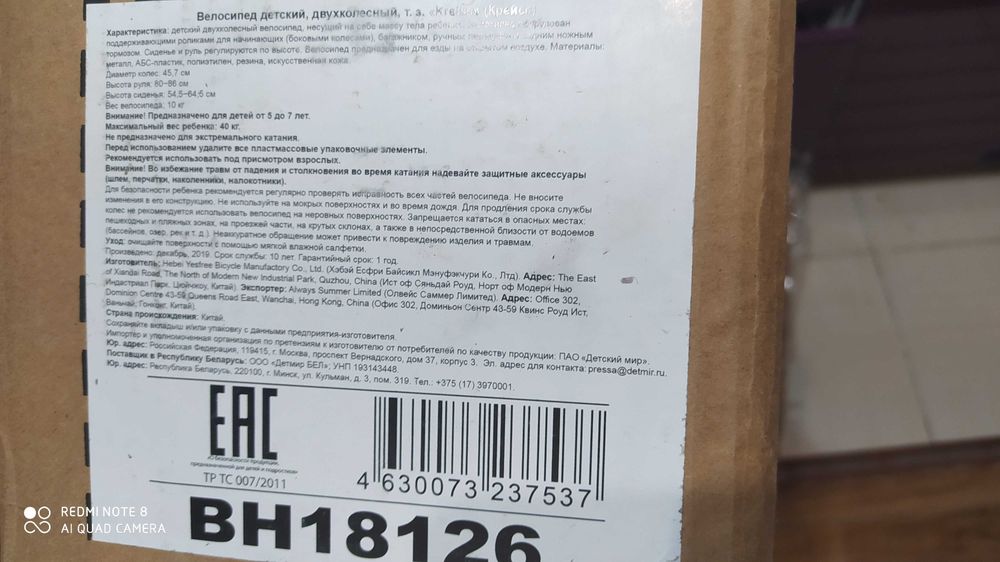 Велосипед детский, двухколесный, т. з. «Kreiss» (Крейсс)
Характеристика: детский двухколесный велосипед, несущий на себе массу тела ребенка,
поддерживающими роликами для начинающих (боковыми колесами), багажником, ручным передним и задним ножным
тормозом. Сиденье и руль регулируются по высоте. Велосипед предназначен для езды на открытом воздухе. Материалы:
металл, АБС-пластик, полиэтилен, резина, искусственная кожа.
Диаметр колес: 45,7 см
Высота руля: 80–86 см
Высота сиденья: 54,5–64,5 см
Вес велосипеда: 10 кг
Внимание! Предназначено для детей от 5 до 7 лет.
Максимальный вес ребенка: 40 кг.
Не предназначено для экстремального катания.
Перед использованием удалите все пластмассовые упаковочные элементы.
Рекомендуется использовать под присмотром взрослых.
Внимание! Во избежание травм от падения и столкновения во время катания надевайте защитные аксессуары
(шлем, перчатки, наколенники, налокотники).
Для безопасности ребенка рекомендуется регулярно проверять исправность всех частей велосипеда. Не вносите
изменения в его конструкцию. Не используйте на мокрых поверхностях и во время дождя. Для продления срока службы
колес не рекомендуется использовать велосипед на неровных поверхностях. Запрещается кататься в опасных местах:
пешеходных и пляжных зонах, на проезжей части, на крутых склонах, а также в непосредственной близости от водоемов
(бассейнов, озер, рек и т. д.). Неаккуратное обращение может привести к повреждению изделия и травмам.
Уход: очищайте поверхности с помощью мягкой влажной салфетки.
Произведено: декабрь, 2019. Срок службы: 10 лет. Гарантийный срок: 1 год.
Изготовитель: Hebei Yesfree Bicycle Manufactory Co., Ltd. (Хэбэй Есфри Байсикл Мэнуфэкчури Ко., Лтд). Адрес: The East
of Xiandai Road, The North of Modern New Industrial Park, Quzhou, China (Ист оф Сяньдай Роуд, Норт оф Модерн Нью
Индастриал Парк, Цюйчжоу, Китай). Экспортер: Always Summer Limited (Олвейс Саммер Лимитед). Адрес: Office 302,
Dominion Centre 43-59 Queens Road East, Wanchai, Hong Kong, China (Офис 302, Доминьон Сентр 43-59 Квинс Роуд Ист,
Ваньчай, Гонконг, Китай).
Страна происхождения: Китай.
Сохраняйте вкладыш и/или упаковку с данными предприятия-изготовителя.
Импортер и уполномоченная организация по претензиям к изготовителю от потребителей по качеству продукции: ПАО «Детский мир».
Юр. адрес: Российская Федерация, 119415, г. Москва, проспект Вернадского, дом 37, корпус 3. Эл. адрес для контакта: pressa@detmir.ru.
Поставщик в Республику Беларусь: ООО «Детмир БЕЛ»; УНП 193143448.
Юр. адрес: Республика Беларусь, 220100, г. Минск, ул. Кульман, д. 3, пом. 319. Тел.: +375 (17) 3970001.
EAC
«О безопасности продукции,
предназначенной для детей и подростков»
ТР ТС 007/2011
4 630073 237537
BH18126
REDMI NOTE 8
AI QUAD CAMERA